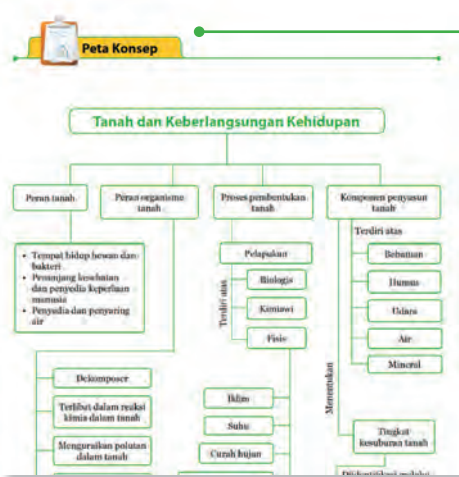 Peta Konsep
Tanah dan Keberlangsungan Kehidupan
Peran tanah
Peran organisme
tanah
Proses pembentukan
tanah
Komponen penyusun
tanah
• Tempat hidup hewan dan
bakteri
• Penunjang kesehatan
dan penyedia keperluan
manusia
• Penyedia dan penyaring
air
Pelapukan
Terdiri atas
Biologis
Kimiawi
Fisis
Terdiri atas
Bebatuan
Humus
Udara
Air
Mineral
Dekomposer
Terlibat dalam reaksi
kimia dalam tanah
Menguraikan polutan
dalam tanah
Iklim
Suhu
Curah hujan
Menentukan
Tingkat
kesuburan tanah